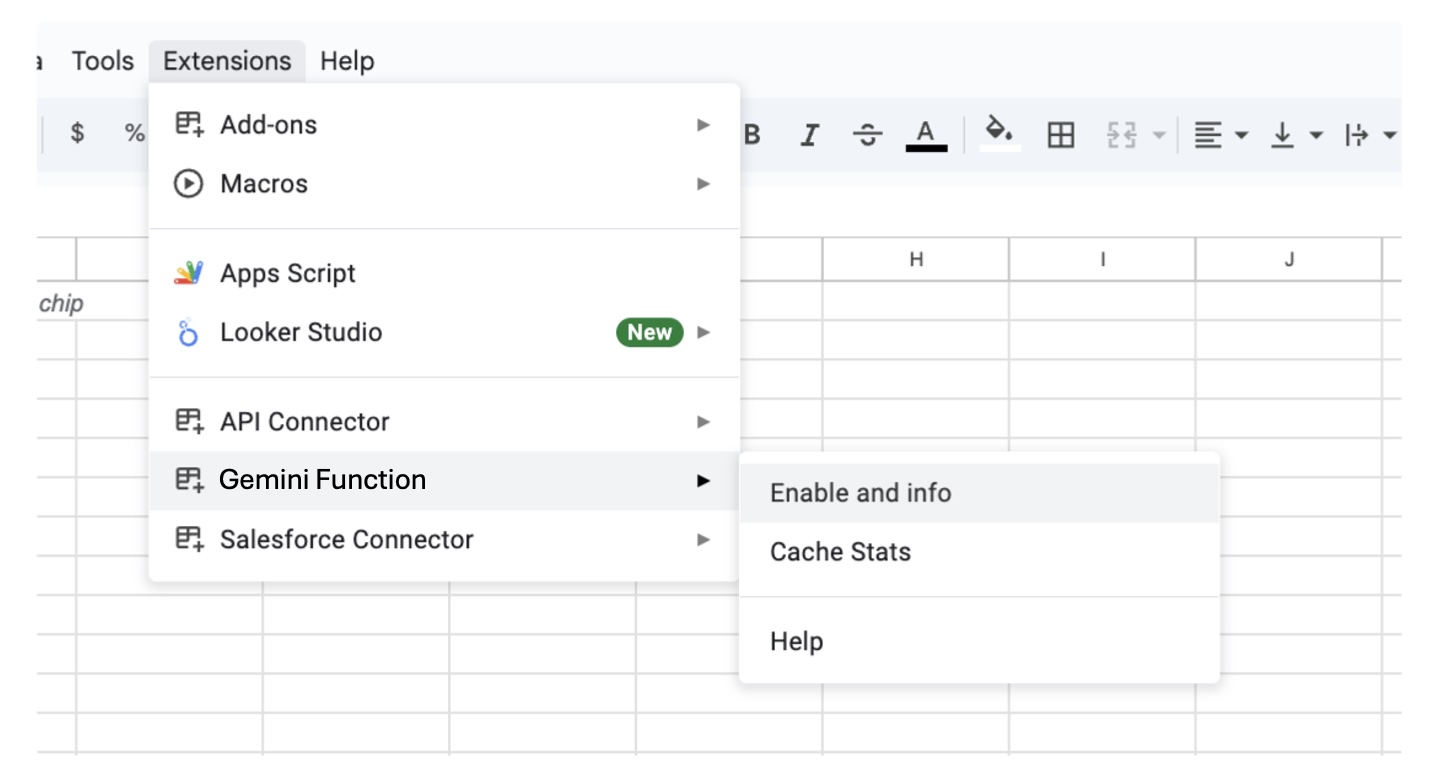 Tools Extensions Help
$ % B I S A
Add-ons
Macros
H I J
Apps Script
chip
Looker Studio New
API Connector
Gemini Function
Enable and info
Salesforce Connector
Cache Stats
Help